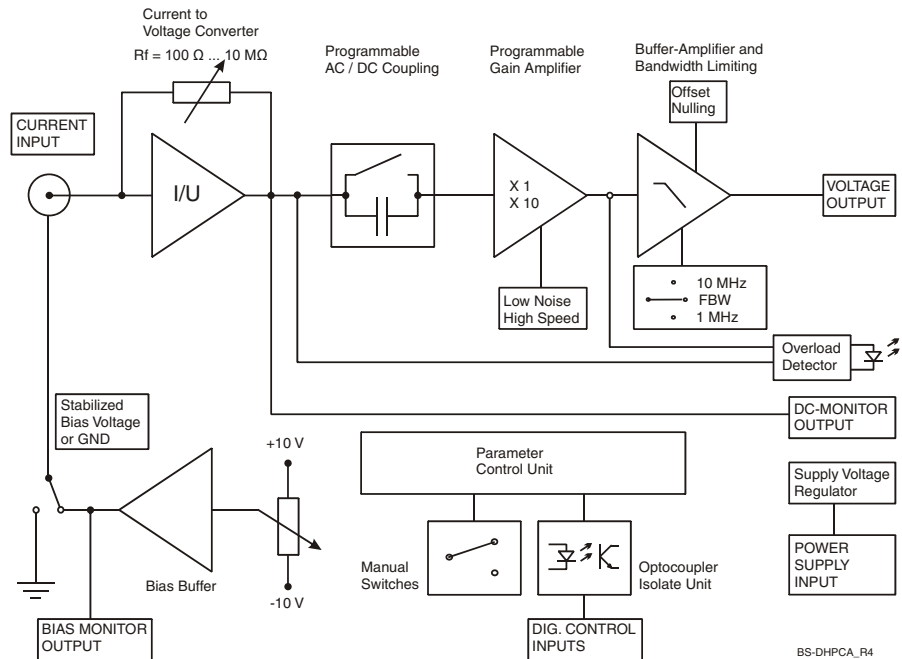 Current to
Voltage Converter
Rf = 100 Ω ... 10 MΩ
Programmable
AC / DC Coupling
Programmable
Gain Amplifier
Buffer-Amplifier and
Bandwidth Limiting
Offset
Nulling
CURRENT
INPUT
I/U
X 1
X 10
VOLTAGE
OUTPUT
Low Noise
High Speed
10 MHz
FBW
1 MHz
Overload
Detector
Stabilized
Bias Voltage
or GND
DC-MONITOR
OUTPUT
+10 V
Parameter
Control Unit
Supply Voltage
Regulator
Bias Buffer
-10 V
Manual
Switches
Optocoupler
Isolate Unit
POWER
SUPPLY
INPUT
BIAS MONITOR
OUTPUT
DIG. CONTROL
INPUTS
BS-DHPCA_R4